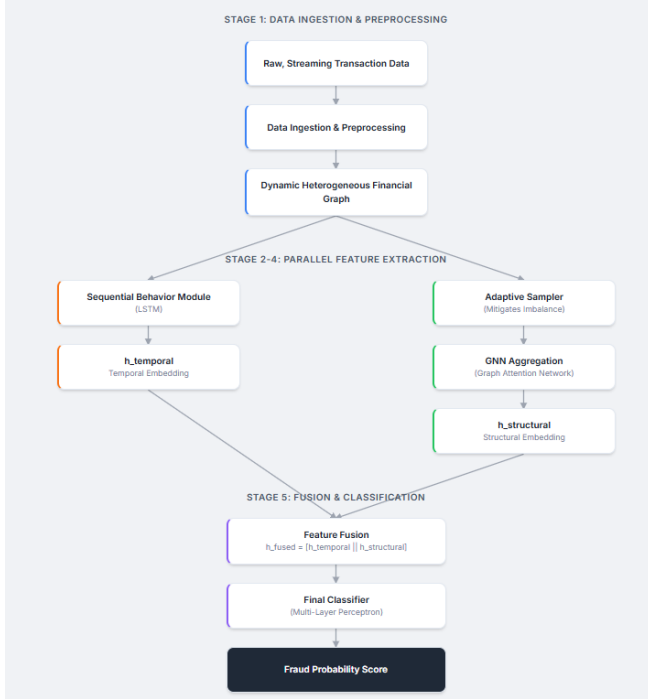 STAGE 1: DATA INGESTION & PREPROCESSING
Raw, Streaming Transaction Data
Data Ingestion & Preprocessing
Dynamic Heterogeneous Financial
Graph
STAGE 2-4: PARALLEL FEATURE EXTRACTION
Sequential Behavior Module
(LSTM)
h_temporal
Temporal Embedding
Adaptive Sampler
(Mitigates Imbalance)
GNN Aggregation
(Graph Attention Network)
h_structural
Structural Embedding
STAGE 5: FUSION & CLASSIFICATION
Feature Fusion
h_fused = [h_temporal || h_structural]
Final Classifier
(Multi-Layer Perceptron)
Fraud Probability Score